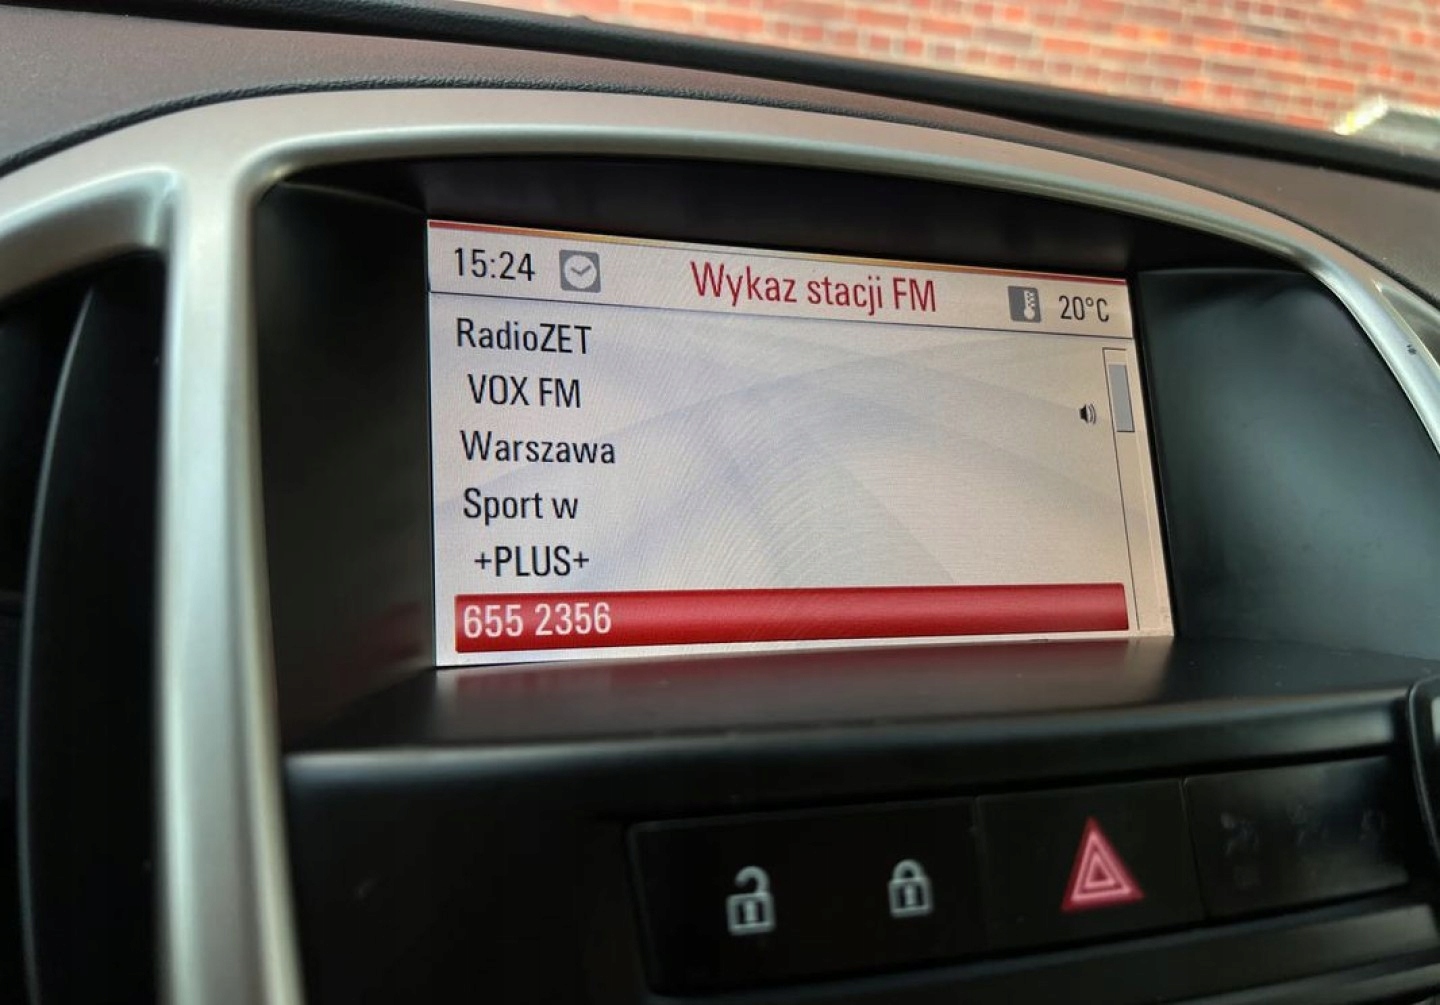 15:24 Wykaz stacji FM 20°C
RadioZET
VOX FM
Warszawa
Sport w
+PLUS+
655 2356